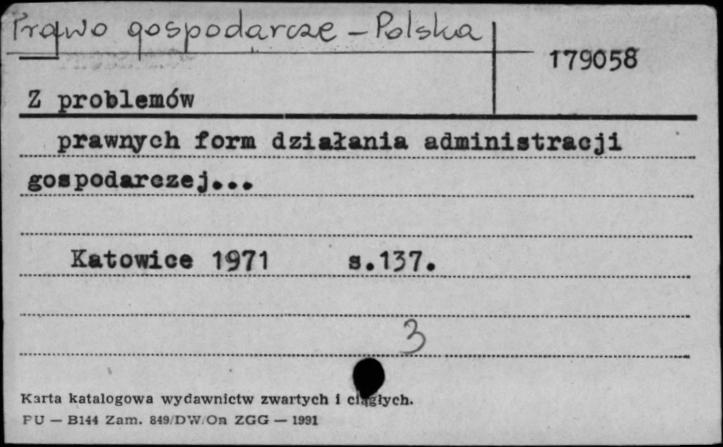 Prawo gospodarcze - Polska
179058
Z problemów
prawnych form działania administracji
gospodarczej...
Katowice 1971 s.137.
3
Karta katalogowa wydawnictw zwartych i ciągłych.
PU — B144 Zam. 849/DW/On ZGG — 1991